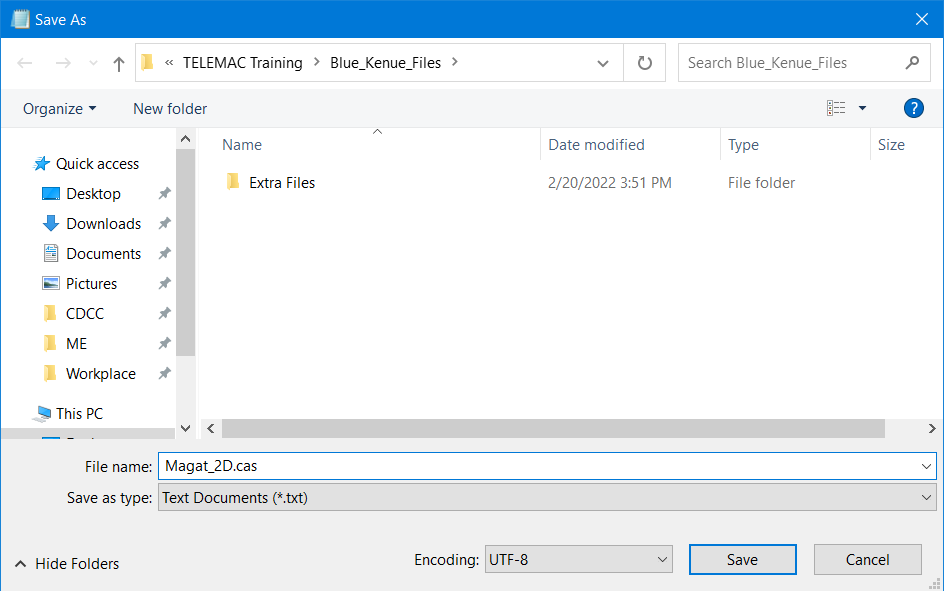 Save As
« TELEMAC Training > Blue_Kenue_Files >
Search Blue_Kenue_Files
Organize
New folder
?
Name
Date modified
Type
Size
Quick access
Desktop
Downloads
Documents
Pictures
CDCC
ME
Workplace
This PC
Extra Files
2/20/2022 3:51 PM
File folder
File name: Magat_2D.cas
Save as type: Text Documents (*.txt)
Hide Folders
Encoding: UTF-8
Save
Cancel